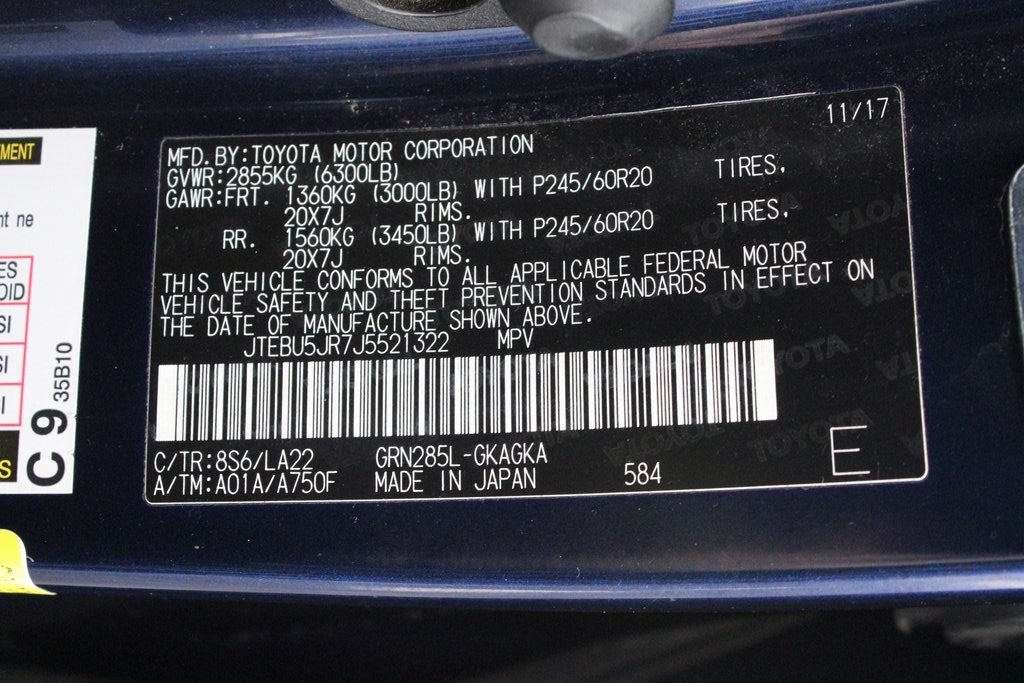 11/17
MFD.BY:TOYOTA MOTOR CORPORATION
GVWR:2855KG (6300LB)
GAWR:FRT. 1360KG (3000LB) WITH P245/60R20 TIRES,
20X7J RIMS.
RR. 1560KG (3450LB) WITH P245/60R20 TIRES,
20X7J RIMS.
THIS VEHICLE CONFORMS TO ALL APPLICABLE FEDERAL MOTOR
VEHICLE SAFETY AND THEFT PREVENTION STANDARDS IN EFFECT ON
THE DATE OF MANUFACTURE SHOWN ABOVE.
JTEBU5JR7J5521322 MPV
C/TR:8S6/LA22 GRN285L-GKAGKA
A/TM:A01A/A750F MADE IN JAPAN 584 E
TOYOTA
C9
35B10